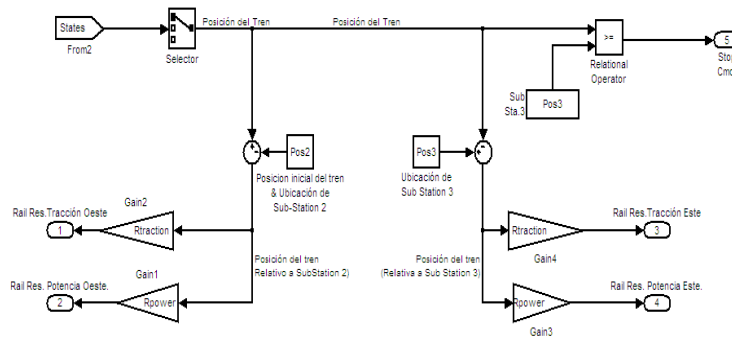 States
From2
Selector
Posición del Tren
Posición del Tren
>=
Relational
Operator
5
Stop
Cmd
Sub
Sta.3
Pos3
Pos2
Posicion inicial del tren
& Ubicación de
Sub-Station 2
Pos3
Ubicación de
Sub Station 3
Gain2
Rail Res.Tracción Oeste
1
Rtraction
Posición del tren
Relativo a SubStation 2)
Gain1
Rail Res. Potencia Oeste.
2
Rpower
Rtraction
Gain4
Rail Res.Tracción Este
3
Posición del tren
(Relativa a Sub Station 3)
Rpower
Gain3
Rail Res. Potencia Este.
4